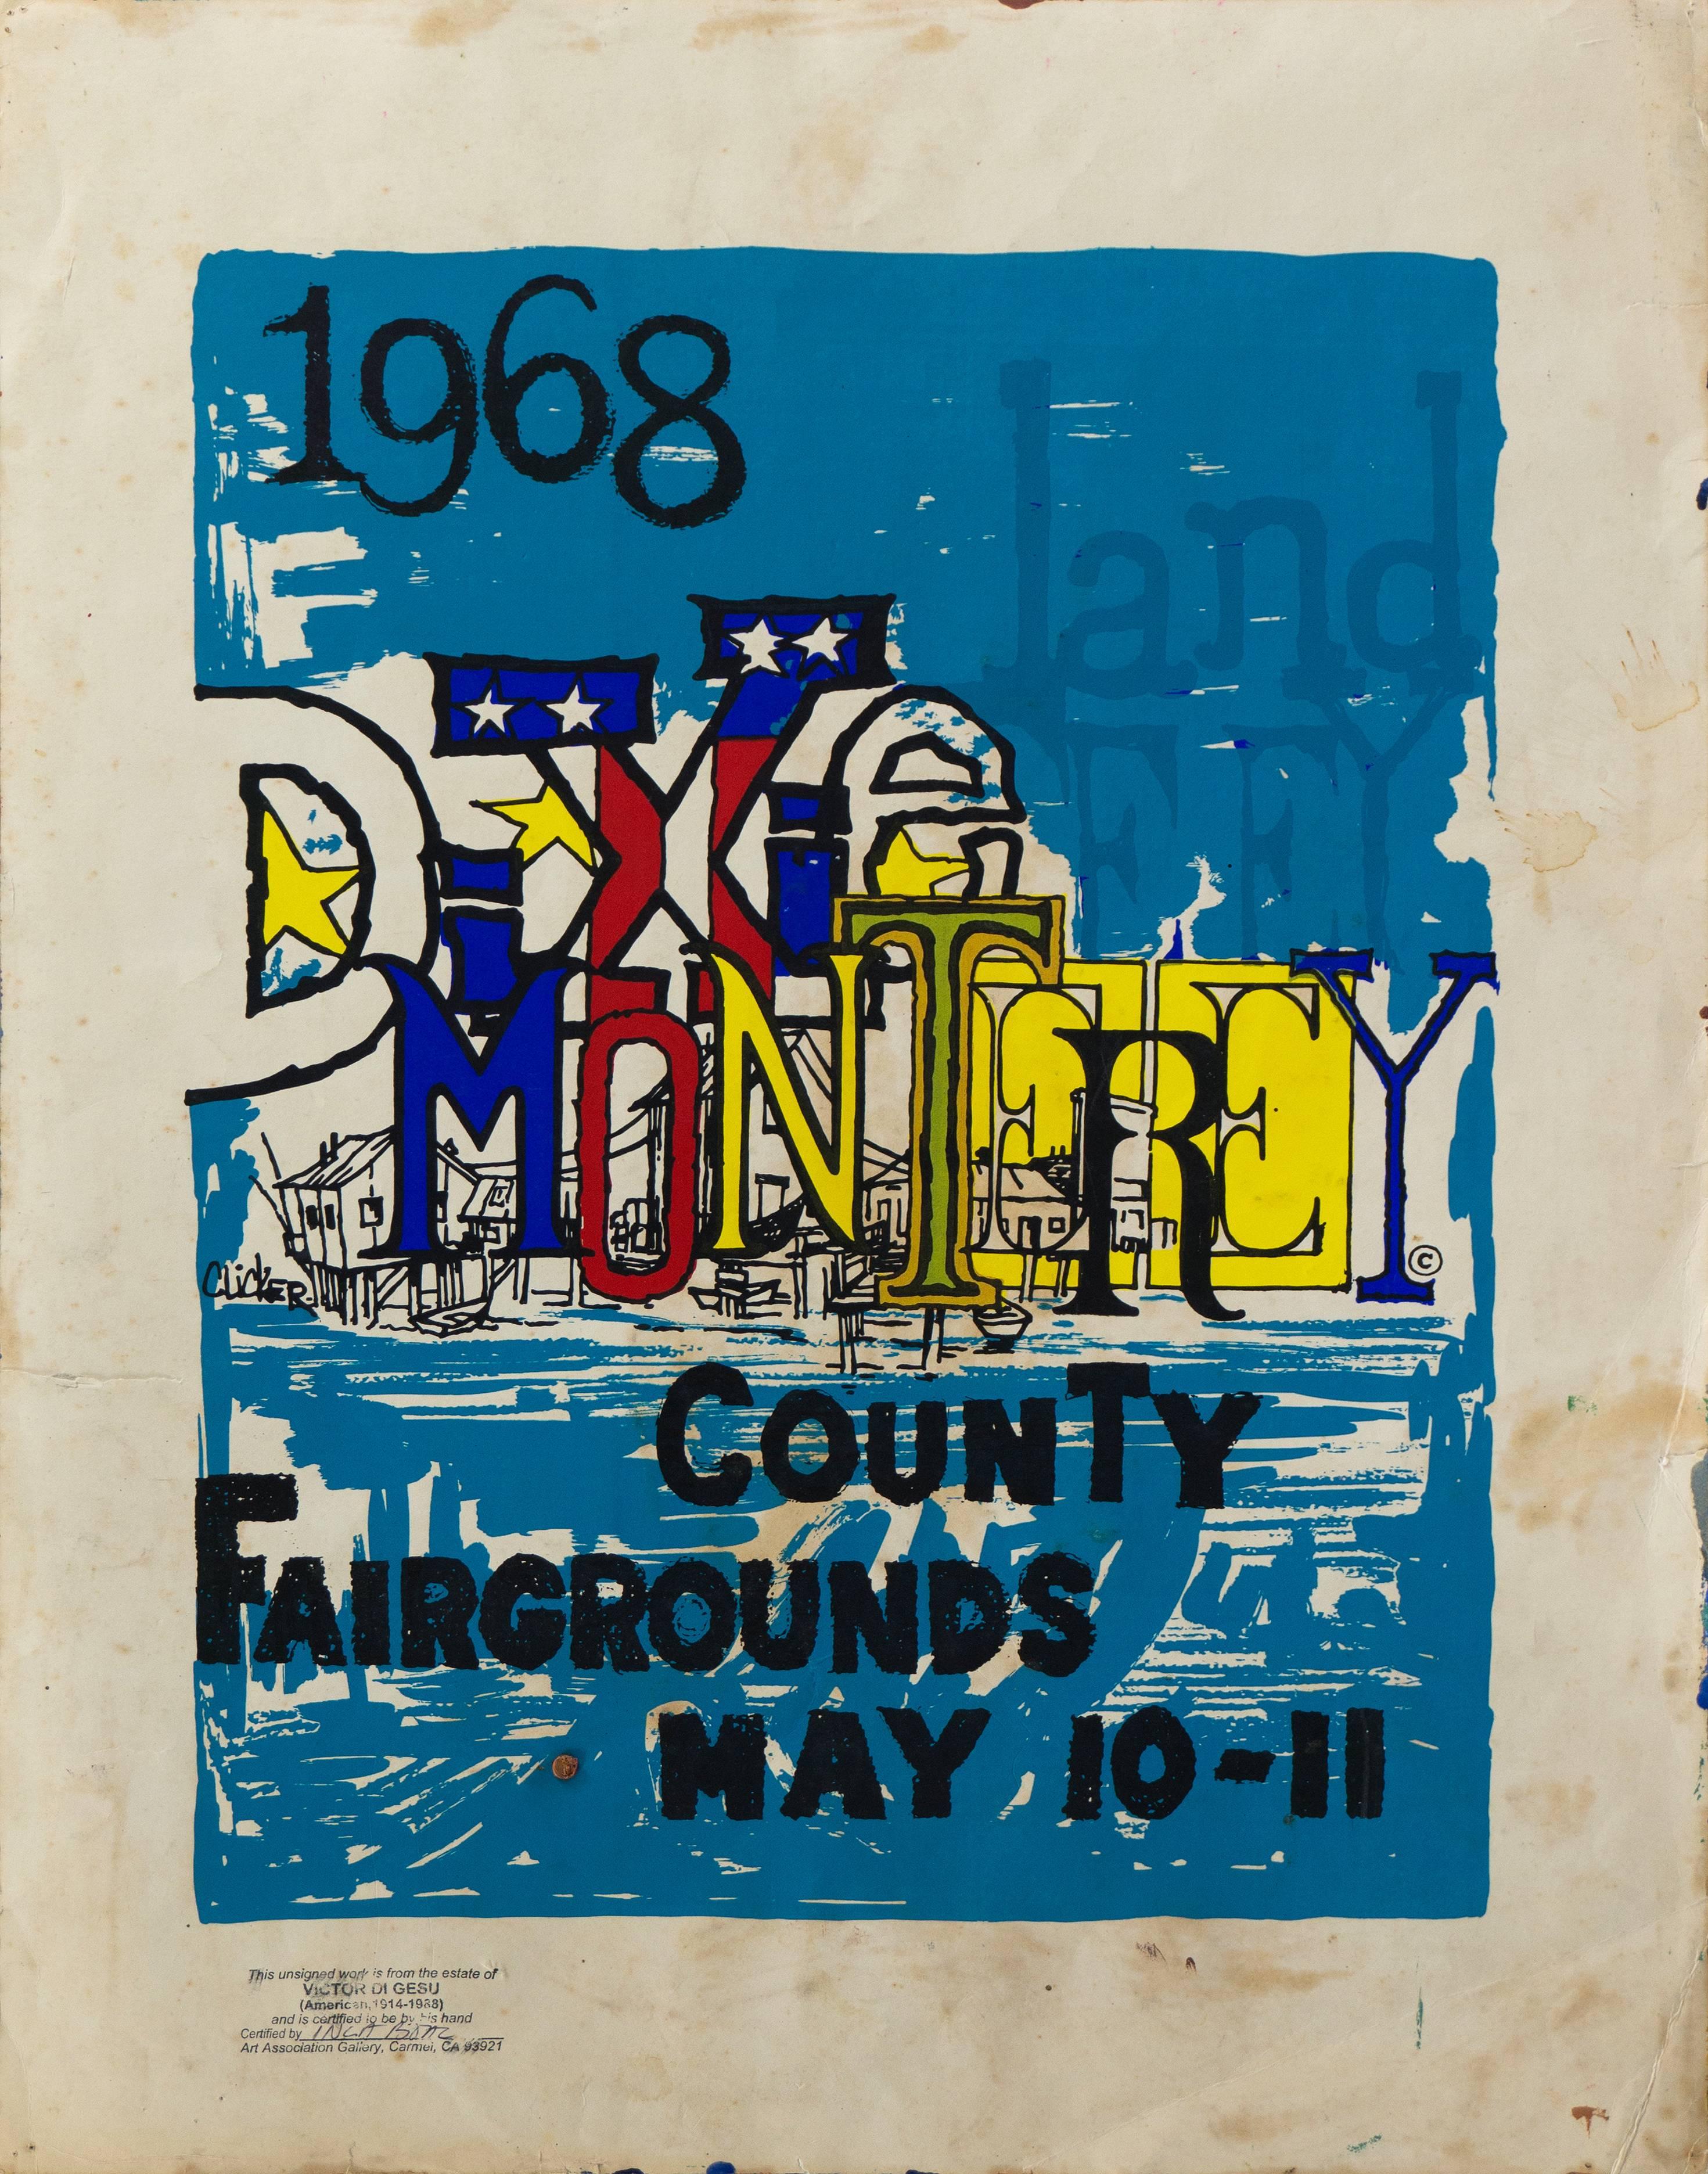 1968
land
DiXie
MONTEREY ©
CLiCKER
COUNTY
FAIRGROUNDS
MAY 10-11
This unsigned work is from the estate of
VICTOR DI GESU
(American, 1914-1988)
and is certified to be by his hand
Certified by
Art Association Gallery, Carmel, CA 93921